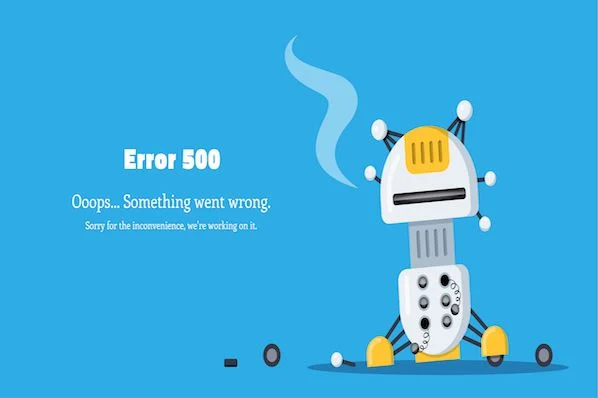 Error 500
Ooops... Something went wrong.
Sorry for the inconvenience, we're working on it.